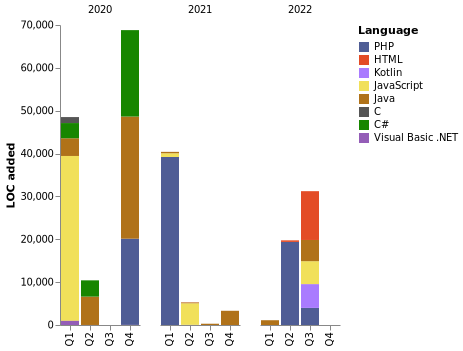 2020 2021 2022
Language
PHP
HTML
Kotlin
JavaScript
Java
C
C#
Visual Basic .NET
LOC added
70,000
60,000
50,000
40,000
30,000
20,000
10,000
0
Q1 Q2 Q3 Q4 Q1 Q2 Q3 Q4 Q1 Q2 Q3 Q4